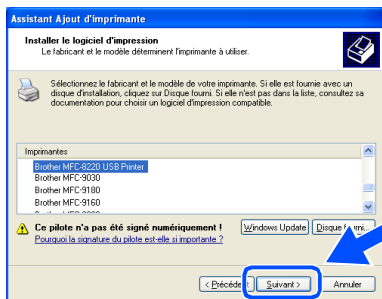 Assistant Ajout d'imprimante
Installer le logiciel d'impression
Le fabricant et le modèle déterminent l'imprimante à utiliser.
Sélectionnez le fabricant et le modèle de votre imprimante. Si elle est fournie avec un
disque d'installation, cliquez sur Disque fourni. Si elle n'est pas dans la liste, consultez sa
documentation pour choisir un logiciel d'impression compatible.
Imprimantes
Brother MFC-8220 USB Printer
Brother MFC-9030
Brother MFC-9180
Brother MFC-9160
Ce pilote n'a pas été signé numériquement !
Windows Update
Disque
Pourquoi la signature du pilote est-elle si importante ?
< Précéde
Suivant >
Annuler